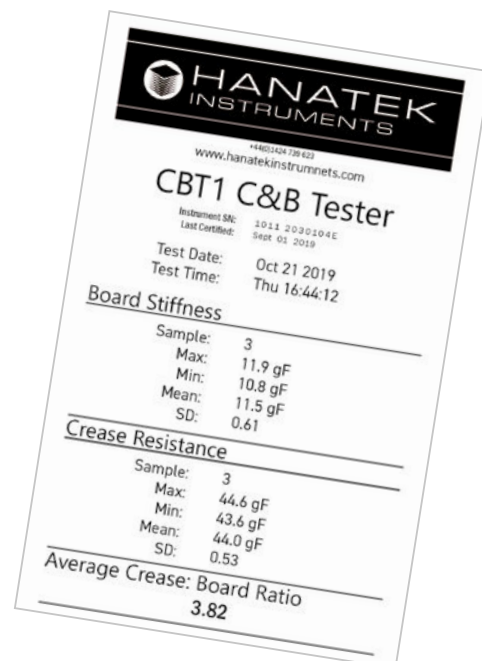 HANATEK
INSTRUMENTS
+44(0)1424 739 623
www.hanatekinstrumnets.com
CBT1 C&B Tester
Instrument SN: 1011 2030104E
Last Certified: Sept 01 2019
Test Date: Oct 21 2019
Test Time: Thu 16:44:12
Board Stiffness
Sample: 3
Max: 11.9 gF
Min: 10.8 gF
Mean: 11.5 gF
SD: 0.61
Crease Resistance
Sample: 3
Max: 44.6 gF
Min: 43.6 gF
Mean: 44.0 gF
SD: 0.53
Average Crease: Board Ratio
3.82